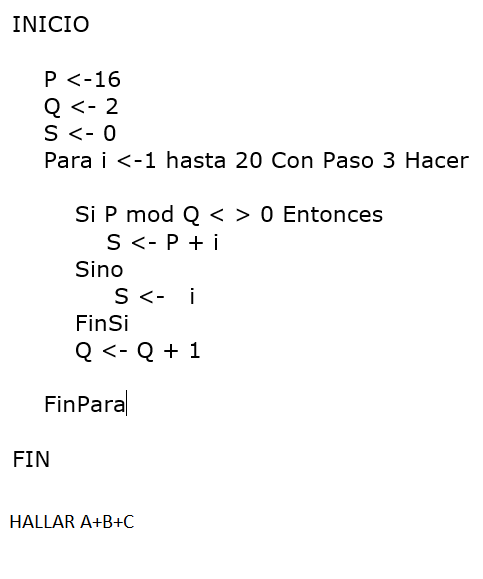 INICIO
P <-16
Q <- 2
S <- 0
Para i <-1 hasta 20 Con Paso 3 Hacer
Si P mod Q < > 0 Entonces
S <- P + i
Sino
S <- i
FinSi
Q <- Q + 1
FinPara
FIN
HALLAR A+B+C